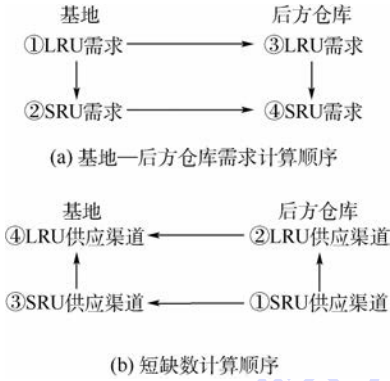 基地 后方仓库
①LRU需求 ③LRU需求
②SRU需求 ④SRU需求
(a) 基地—后方仓库需求计算顺序
基地 后方仓库
④LRU供应渠道 ②LRU供应渠道
③SRU供应渠道 ①SRU供应渠道
(b) 短缺数计算顺序